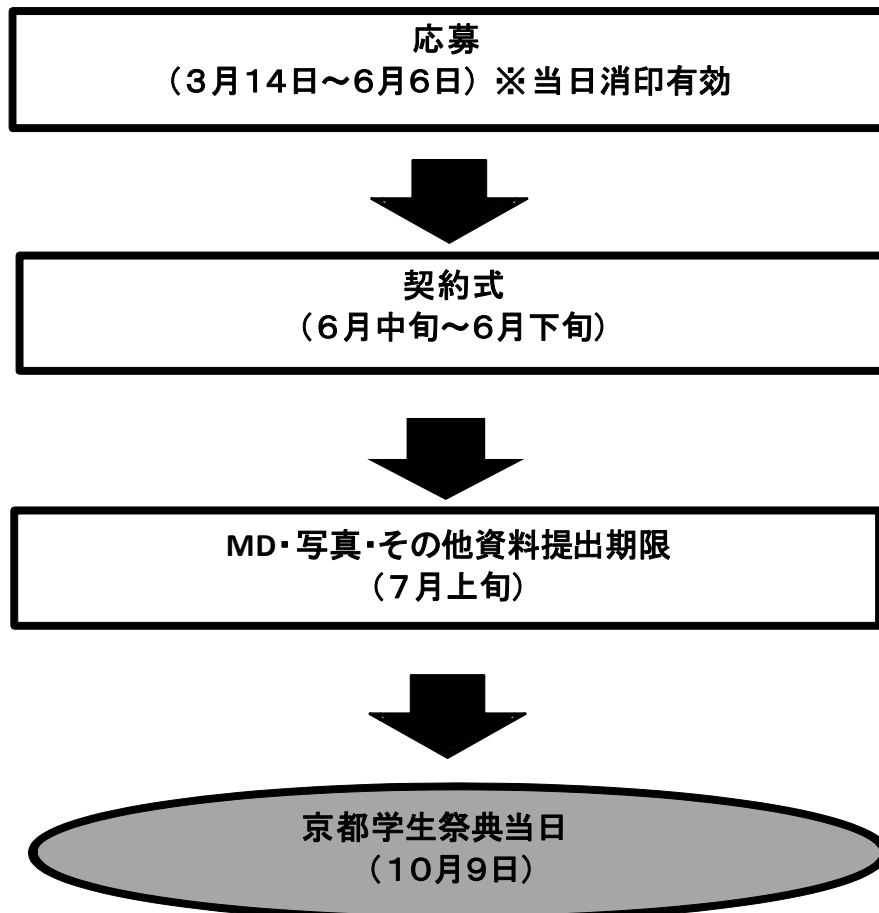 応募
（３月１４日～６月６日）※当日消印有効
契約式
（６月中旬～６月下旬）
MD・写真・その他資料提出期限
（７月上旬）
京都学生祭典当日
（１０月９日）